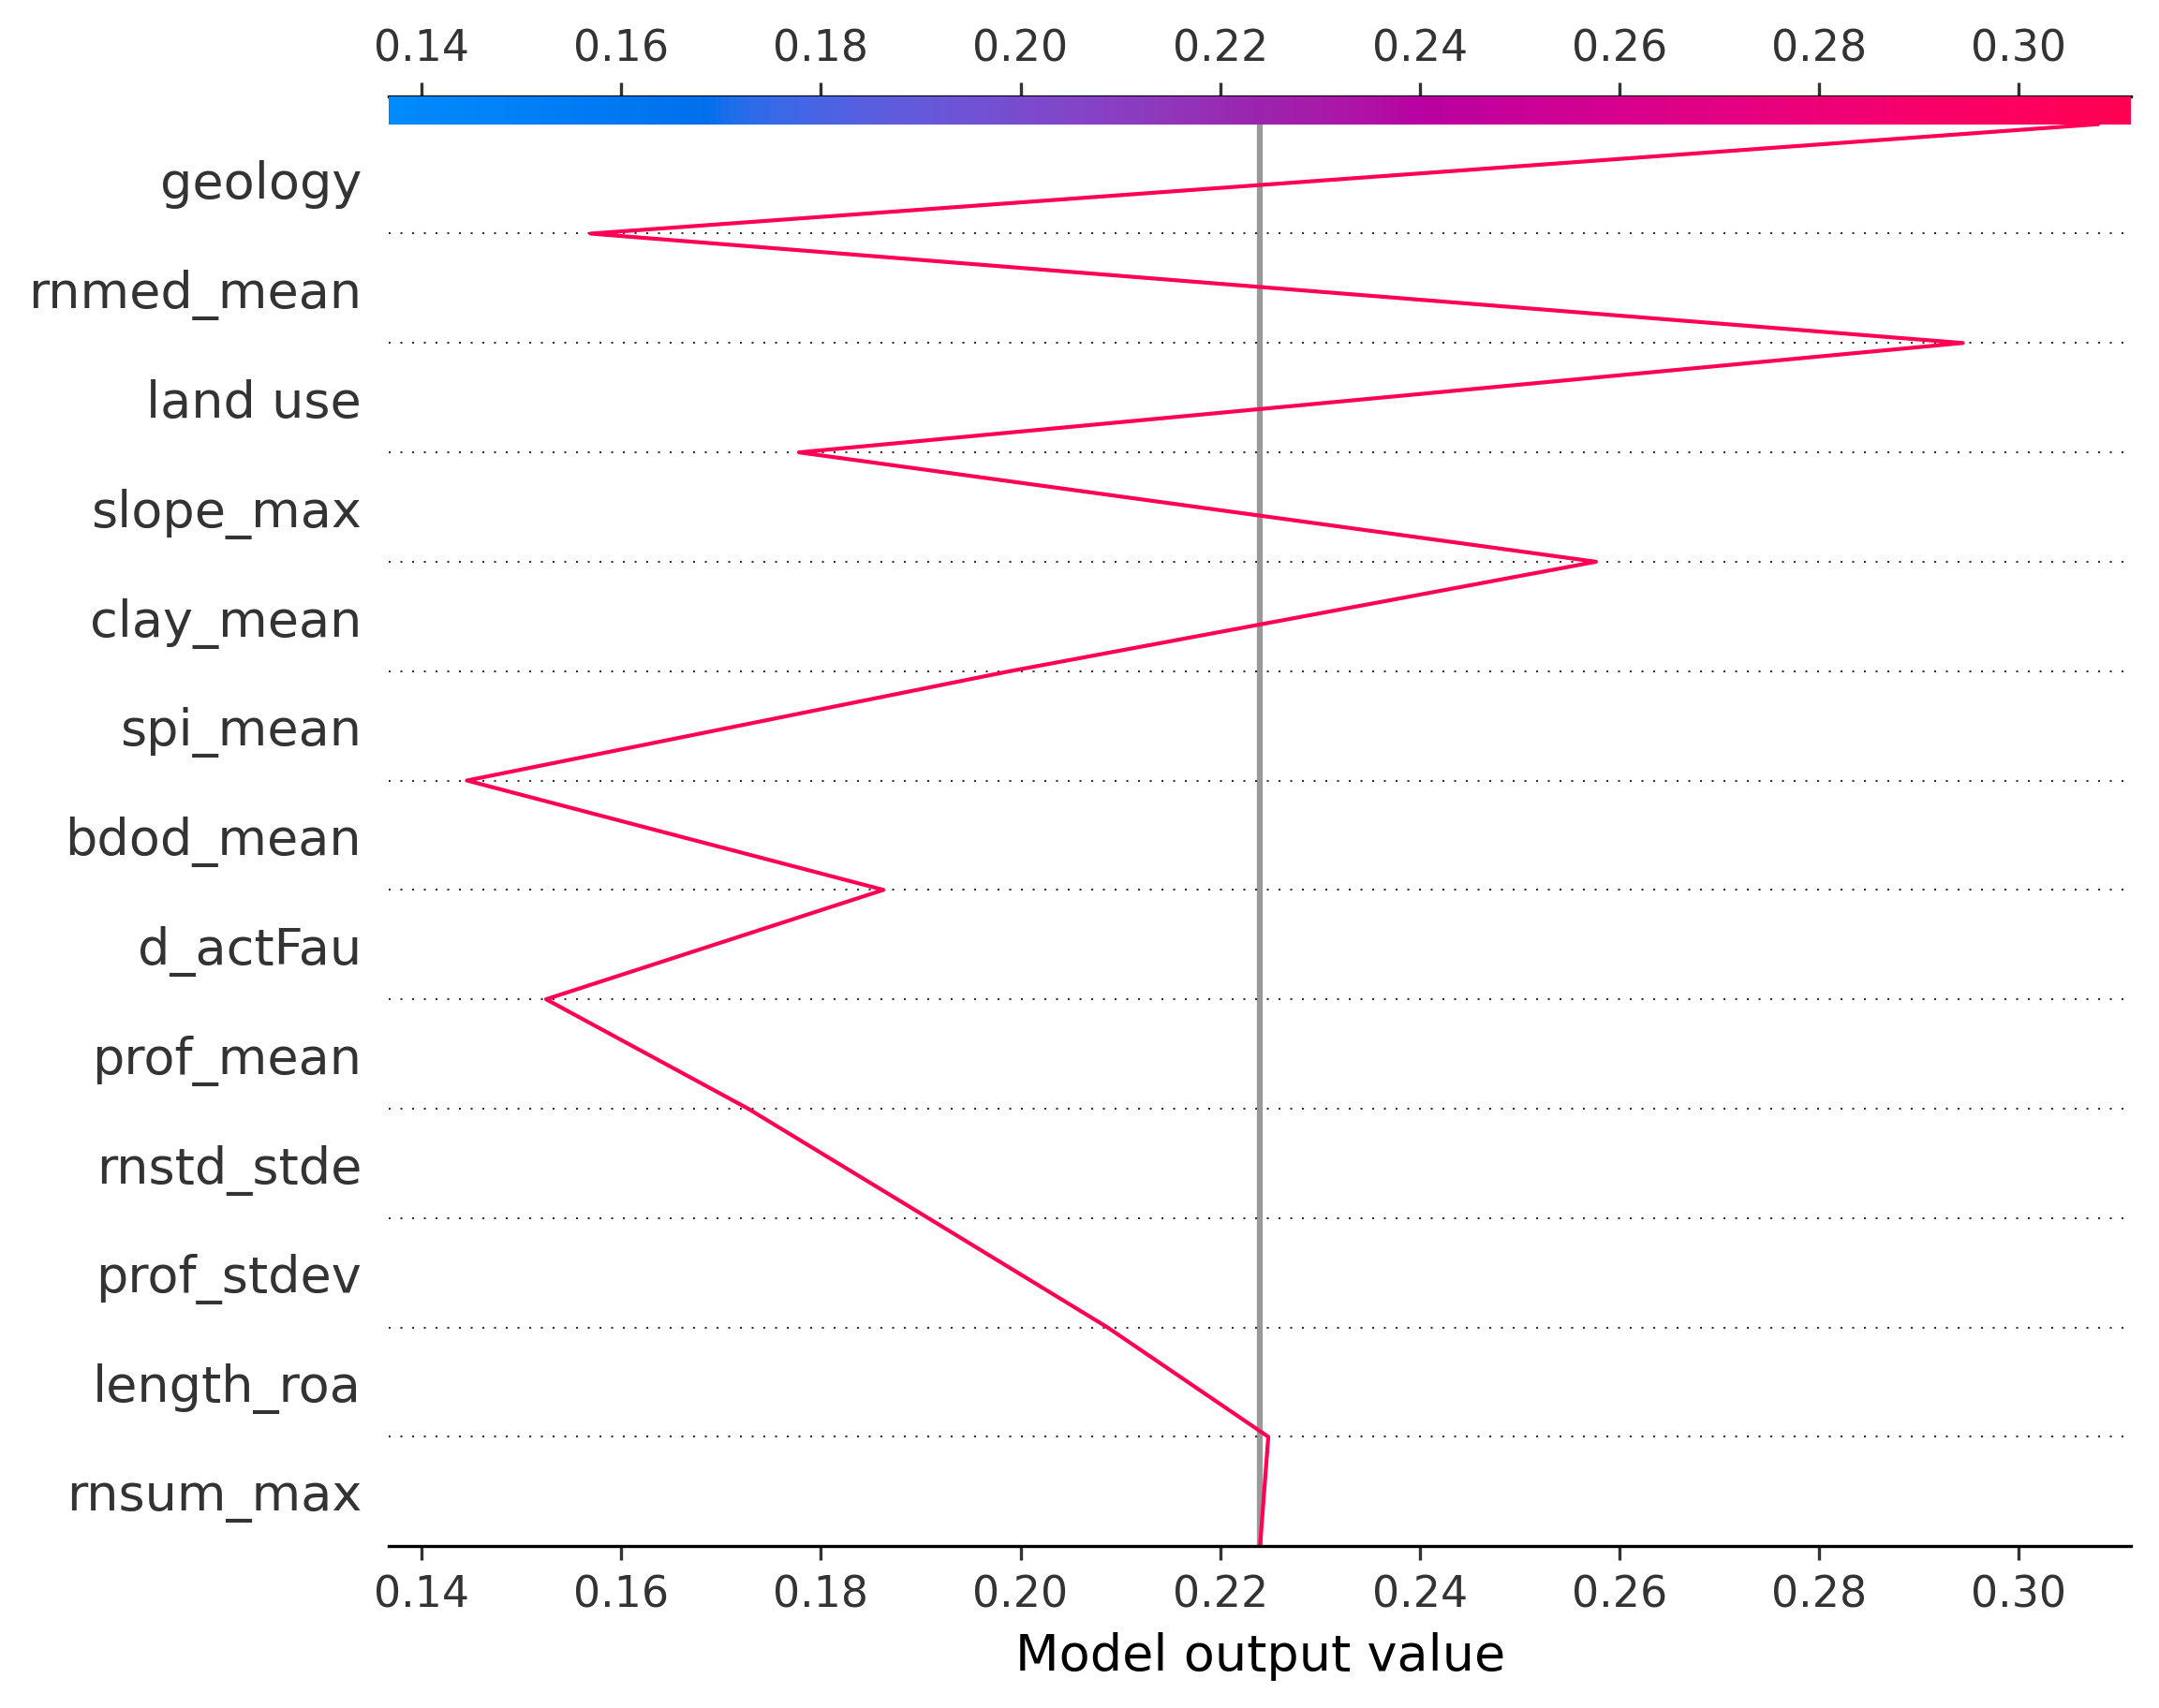 0.14 0.16 0.18 0.20 0.22 0.24 0.26 0.28 0.30
geology
rnmed_mean
land use
slope_max
clay_mean
spi_mean
bdod_mean
d_actFau
prof_mean
rnstd_stde
prof_stdev
length_roa
rnsum_max
0.14 0.16 0.18 0.20 0.22 0.24 0.26 0.28 0.30
Model output value